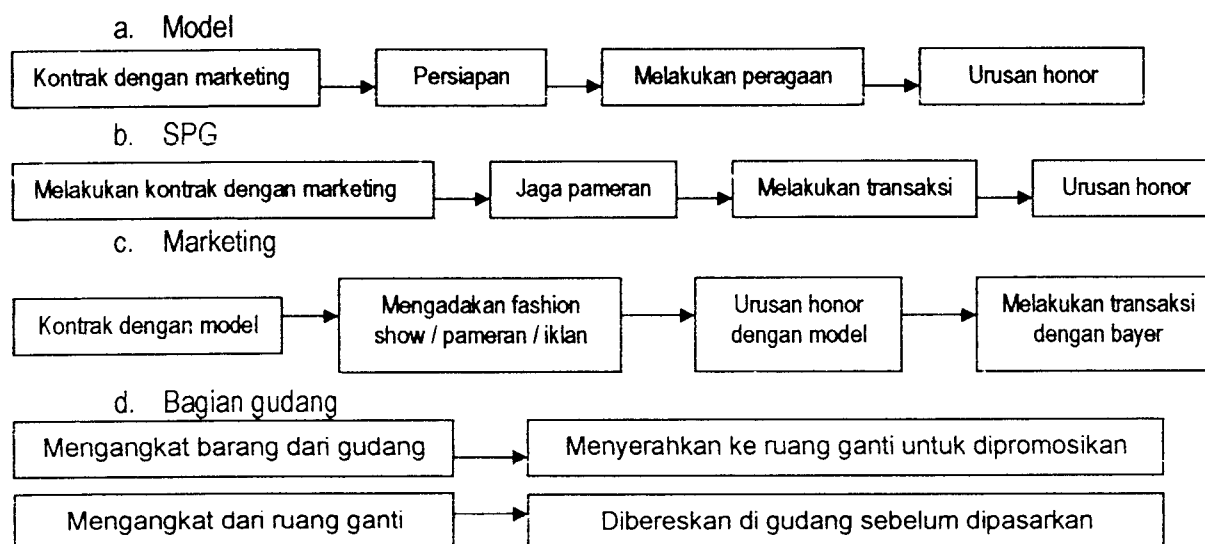 a. Model
Kontrak dengan marketing
Persiapan
Melakukan peragaan
Urusan honor
b. SPG
Melakukan kontrak dengan marketing
Jaga pameran
Melakukan transaksi
Urusan honor
c. Marketing
Kontrak dengan model
Mengadakan fashion
show / pameran / iklan
Urusan honor
dengan model
Melakukan transaksi
dengan bayer
d. Bagian gudang
Mengangkat barang dari gudang
Menyerahkan ke ruang ganti untuk dipromosikan
Mengangkat dari ruang ganti
Dibereskan di gudang sebelum dipasarkan